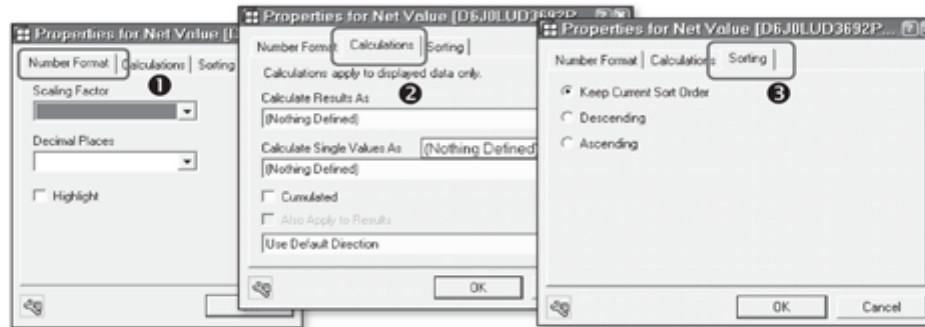 Properties for Net Value [D
Number Format Calculations Sorting
❶
Scaling Factor
Decimal Places
Highlight
Properties for Net Value [D6J0LUD3692P
Number Format Calculations Sorting
Calculations apply to displayed data only.
❷
Calculate Results As
(Nothing Defined)
Calculate Single Values As
(Nothing Defined)
(Nothing Defined)
Cumulated
Also Apply to Results
Use Default Direction
OK
Properties for Net Value [D6J0LUD3692P...
Number Format Calculations Sorting
❸
Keep Current Sort Order
Descending
Ascending
OK Cancel